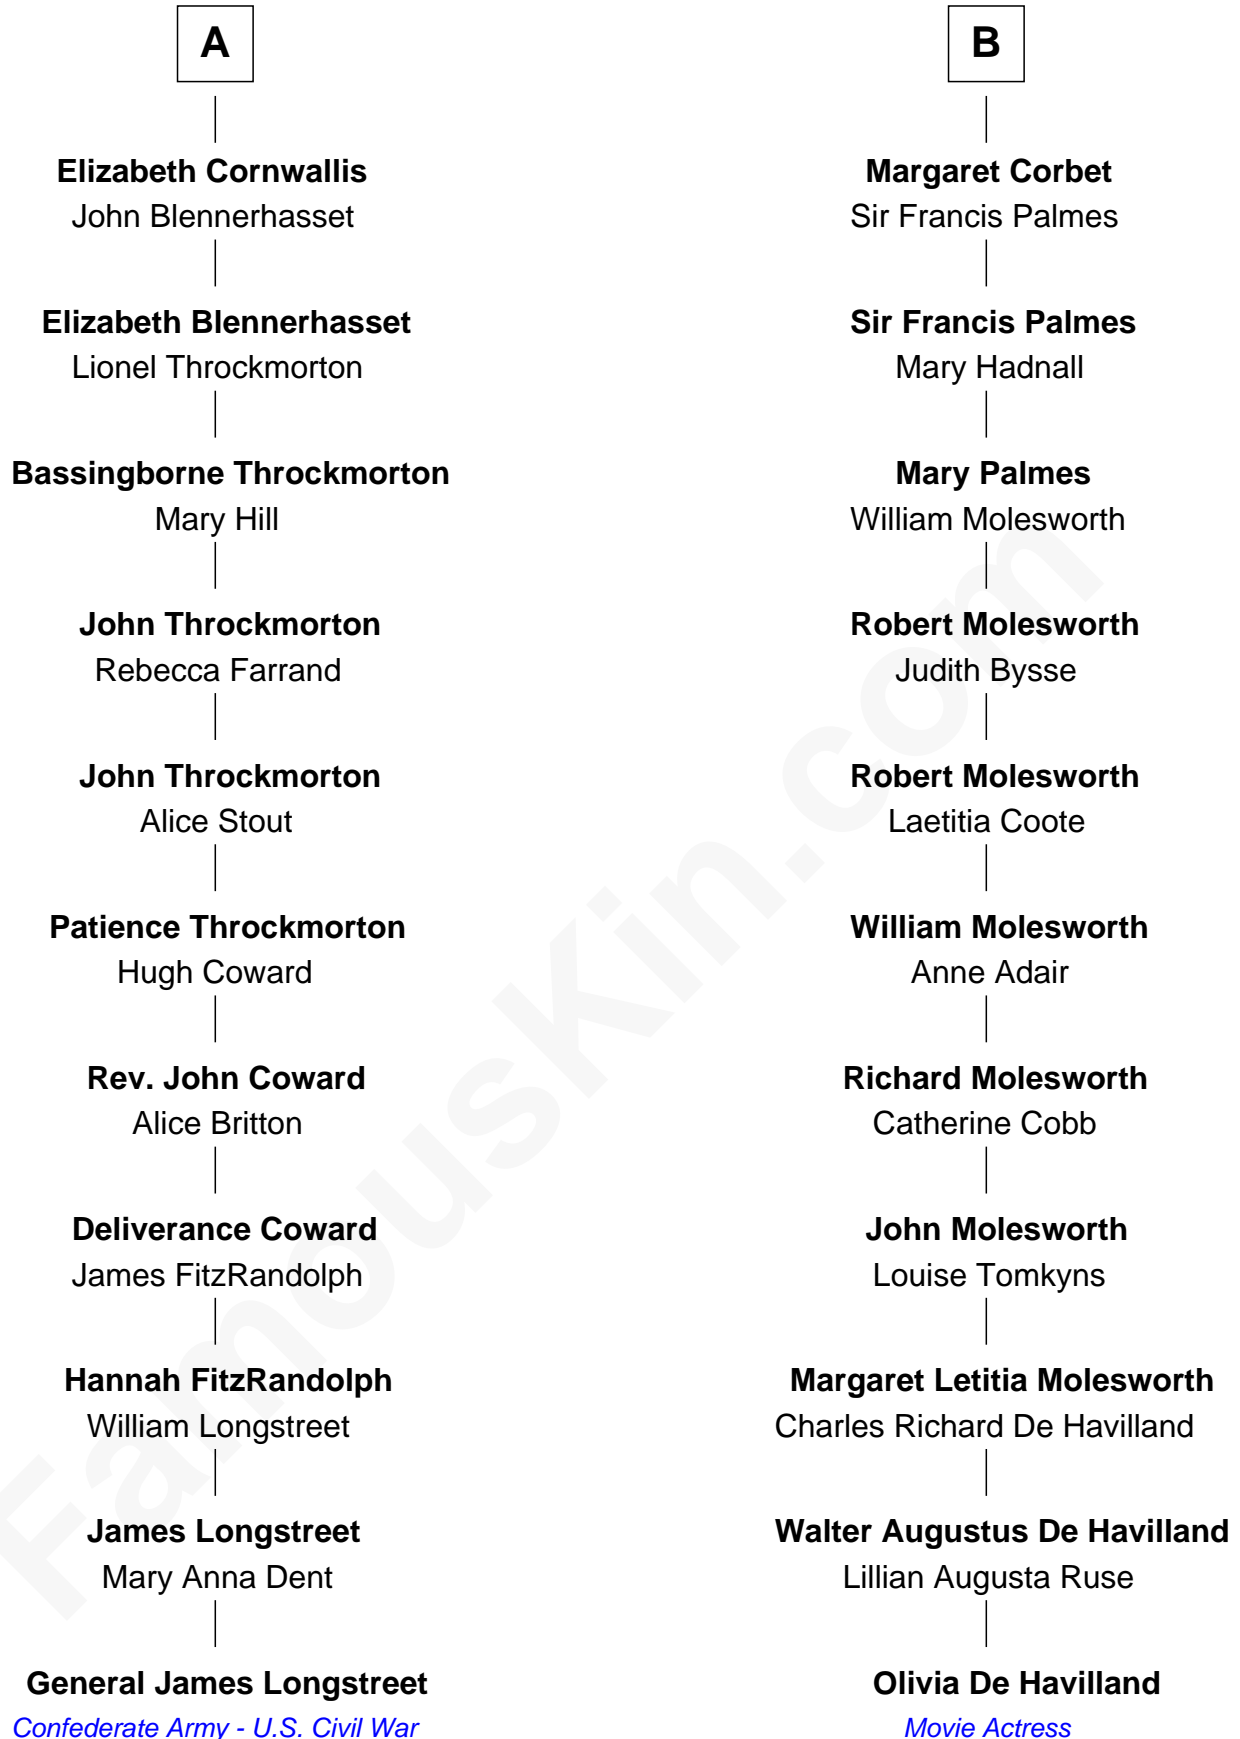 A
Elizabeth Cornwallis
John Blennerhasset
Elizabeth Blennerhasset
Lionel Throckmorton
Bassingborne Throckmorton
Mary Hill
John Throckmorton
Rebecca Farrand
John Throckmorton
Alice Stout
Patience Throckmorton
Hugh Coward
Rev. John Coward
Alice Britton
Deliverance Coward
James FitzRandolph
Hannah FitzRandolph
William Longstreet
James Longstreet
Mary Anna Dent
General James Longstreet
Confederate Army - U.S. Civil War
B
Margaret Corbet
Sir Francis Palmes
Sir Francis Palmes
Mary Hadnall
Mary Palmes
William Molesworth
Robert Molesworth
Judith Bysse
Robert Molesworth
Laetitia Coote
William Molesworth
Anne Adair
Richard Molesworth
Catherine Cobb
John Molesworth
Louise Tomkyns
Margaret Letitia Molesworth
Charles Richard De Havilland
Walter Augustus De Havilland
Lillian Augusta Ruse
Olivia De Havilland
Movie Actress
FamousKin.com